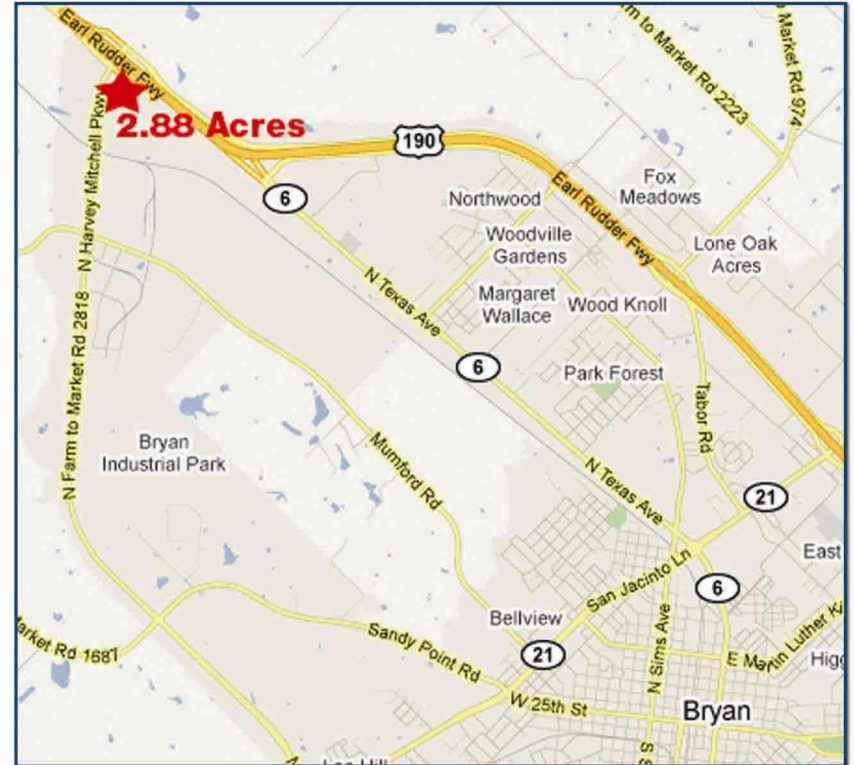 Earl Rudder Fwy
m to Market Rd 2223
Market Rd 974
2.88 Acres
N Harvey Mitchell Pkwy
190
6
Northwood
Fox
Meadows
Earl Rudder Fwy
Woodville
Gardens
Lone Oak
Acres
N Texas Ave
Margaret
Wallace
Wood Knoll
N Farm to Market Rd 2818
6
Park Forest
Tabor Rd
Bryan
Industrial Park
Mumford Rd
N Texas Ave
21
East
San Jacinto Ln
6
Bellview
21
arket Rd 1687
Sandy Point Rd
N Sims Ave
E Martin Luther Ki
Hig
W 25th St
Bryan
S S